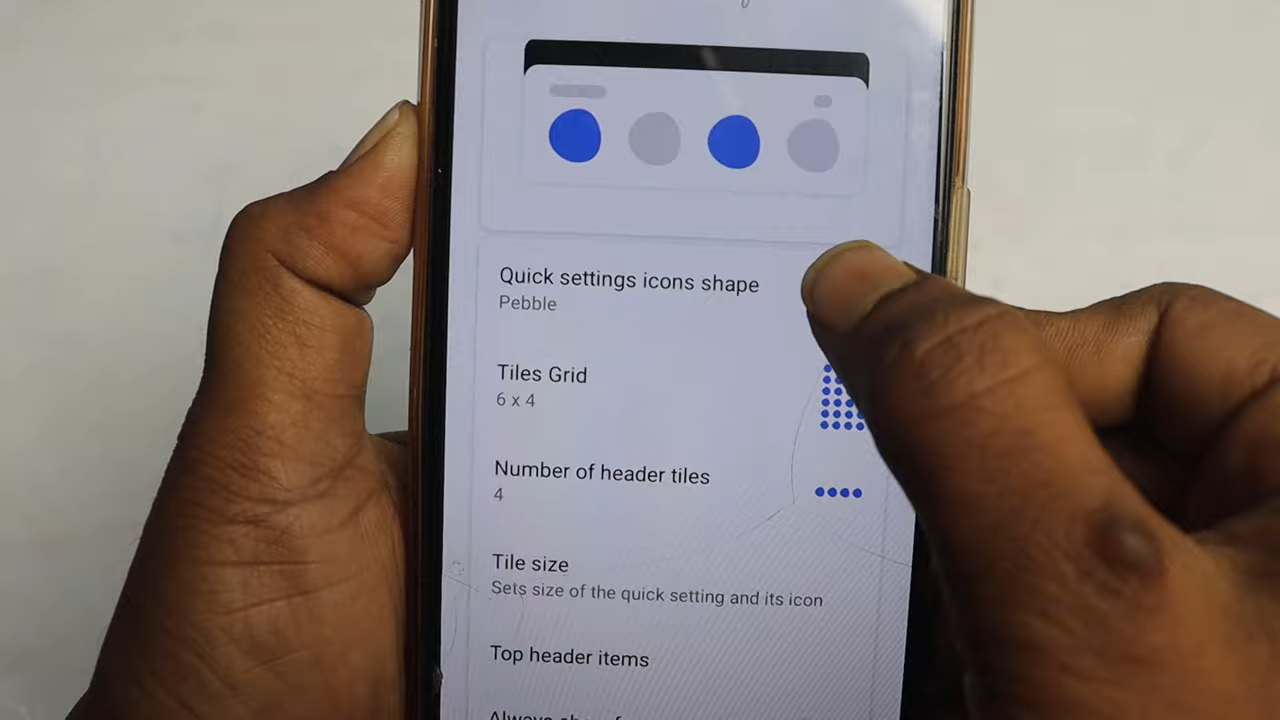 Quick settings icons shape
Pebble
Tiles Grid
6 x 4
Number of header tiles
4
Tile size
Sets size of the quick setting and its icon
Top header items
Always